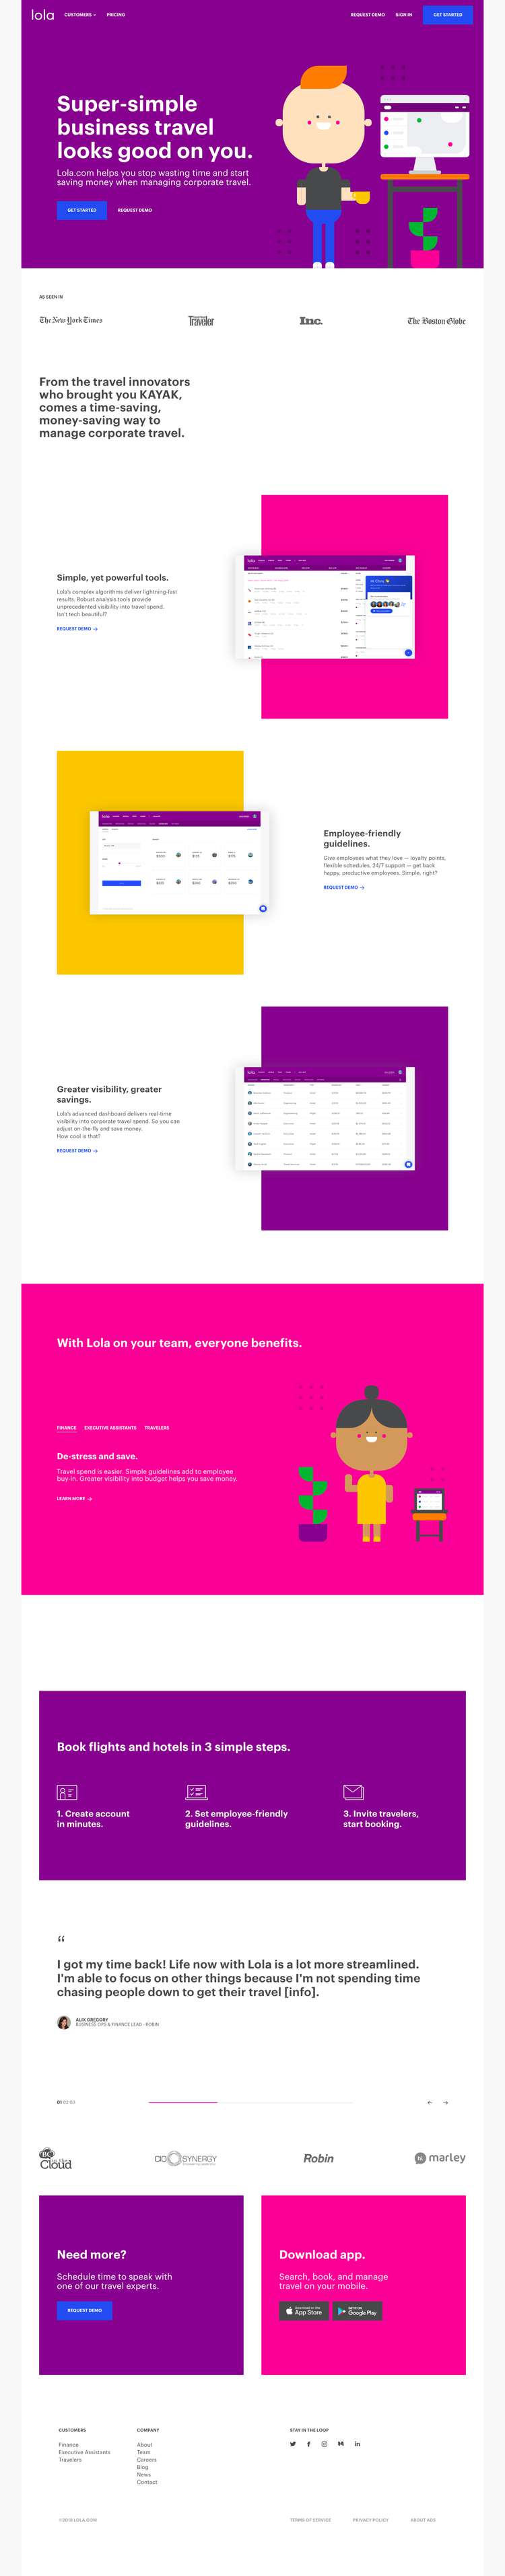 lola
CUSTOMERS
PRICING
REQUEST DEMO
SIGN IN
GET STARTED
Super-simple
business travel
looks good on you.
Lola.com helps you stop wasting time and start
saving money when managing corporate travel.
GET STARTED
REQUEST DEMO
AS SEEN IN
The New York Times
Traveler
Inc.
The Boston Globe
From the travel innovators
who brought you KAYAK,
comes a time-saving,
money-saving way to
manage corporate travel.
Simple, yet powerful tools.
Lola's complex algorithms deliver lightning-fast
results. Robust analysis tools provide
unprecedented visibility into travel spend.
Isn't tech beautiful?
REQUEST DEMO →
lola
lola
Employee-friendly
guidelines.
Give employees what they love — loyalty points,
flexible schedules, 24/7 support — get back
happy, productive employees. Simple, right?
REQUEST DEMO →
Greater visibility, greater
savings.
Lola's advanced dashboard delivers real-time
visibility into corporate travel spend. So you can
adjust on-the-fly and save money.
How cool is that?
REQUEST DEMO →
lola
With Lola on your team, everyone benefits.
FINANCE
EXECUTIVE ASSISTANTS
TRAVELERS
De-stress and save.
Travel spend is easier. Simple guidelines add to employee
buy-in. Greater visibility into budget helps you save money.
LEARN MORE →
Book flights and hotels in 3 simple steps.
1. Create account
in minutes.
2. Set employee-friendly
guidelines.
3. Invite travelers,
start booking.
“
I got my time back! Life now with Lola is a lot more streamlined.
I'm able to focus on other things because I'm not spending time
chasing people down to get their travel [info].
ALIX GREGORY
BUSINESS OPS & FINANCE LEAD - ROBIN
01 02 03
← →
BC
Cloud
CIO SYNERGY
Robin
hi marley
Need more?
Schedule time to speak with
one of our travel experts.
REQUEST DEMO
Download app.
Search, book, and manage
travel on your mobile.
Download on the
App Store
GET IT ON
Google Play
CUSTOMERS
Finance
Executive Assistants
Travelers
COMPANY
About
Team
Careers
Blog
News
Contact
STAY IN THE LOOP
©2018 LOLA.COM
TERMS OF SERVICE
PRIVACY POLICY
ABOUT ADS